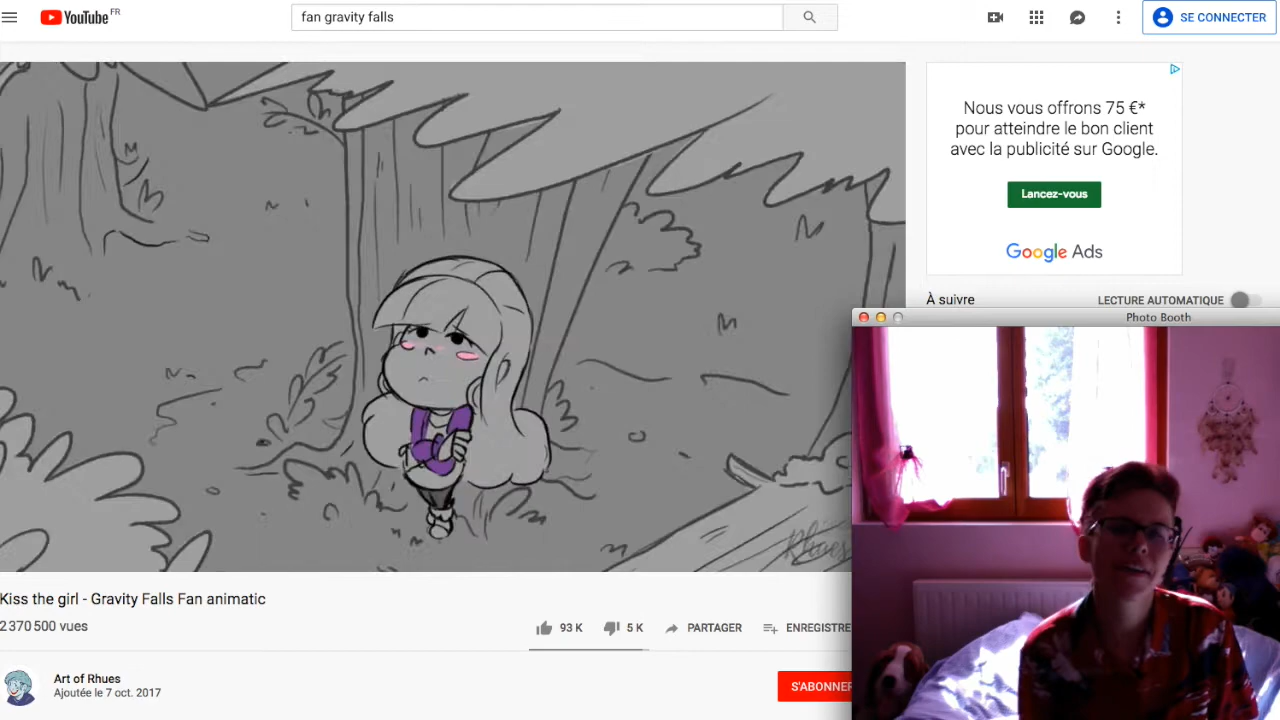 YouTube FR
fan gravity falls
SE CONNECTER
Nous vous offrons 75 €*
pour atteindre le bon client
avec la publicité sur Google.
Lancez-vous
Google Ads
À suivre
LECTURE AUTOMATIQUE
Photo Booth
Rhues
Kiss the girl - Gravity Falls Fan animatic
2 370 500 vues
93 K
5 K
PARTAGER
ENREGISTRE
Art of Rhues
Ajoutée le 7 oct. 2017
S'ABONNER